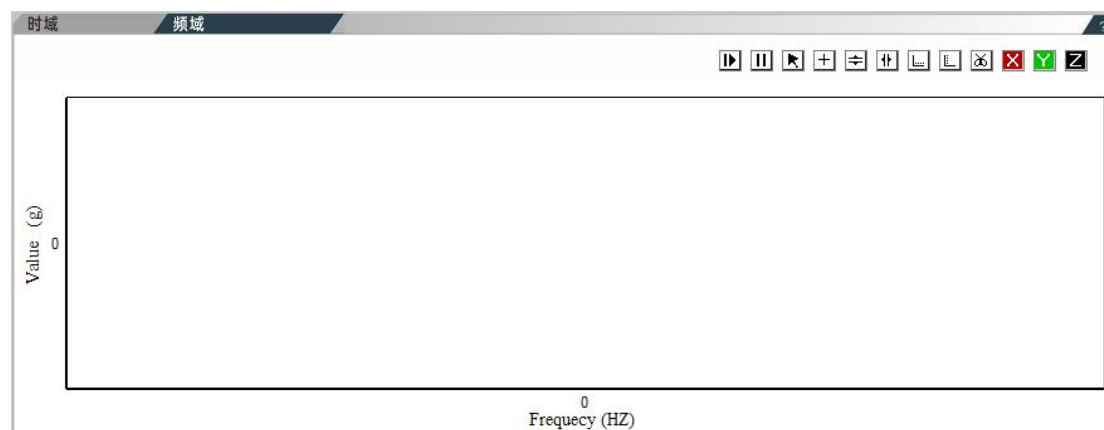 时域 频域 ?
X Y Z
Value (g)
0
0
Frequecy (HZ)